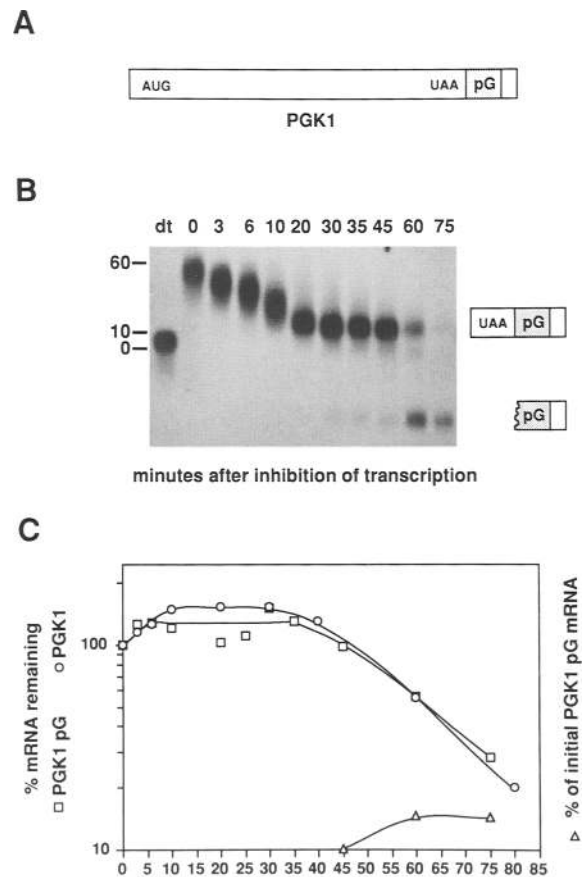 A
AUG
UAA
pG
PGK1
B
dt 0 3 6 10 20 30 35 45 60 75
60
10
0
UAA pG
pG
minutes after inhibition of transcription
C
% mRNA remaining
○ PGK1
□ PGK1 pG
100
10
0 5 10 15 20 25 30 35 40 45 50 55 60 65 70 75 80 85
△ % of initial PGK1 pG mRNA